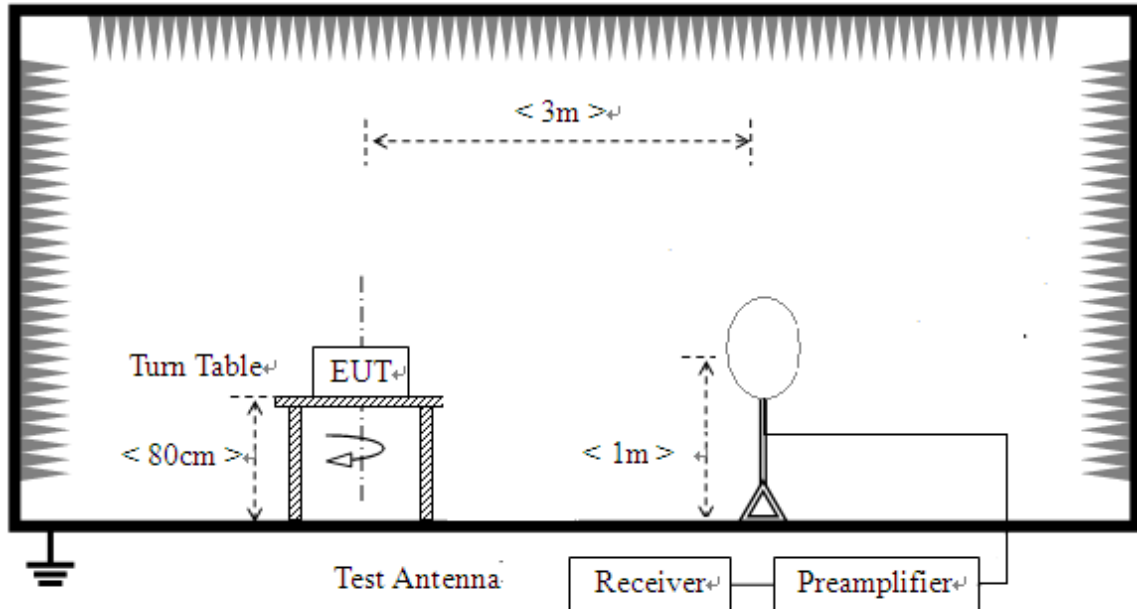 < 3m >↵
Turn Table↵
EUT↵
< 80cm >↵
< 1m > ↵
Test Antenna
Receiver↵
Preamplifier↵